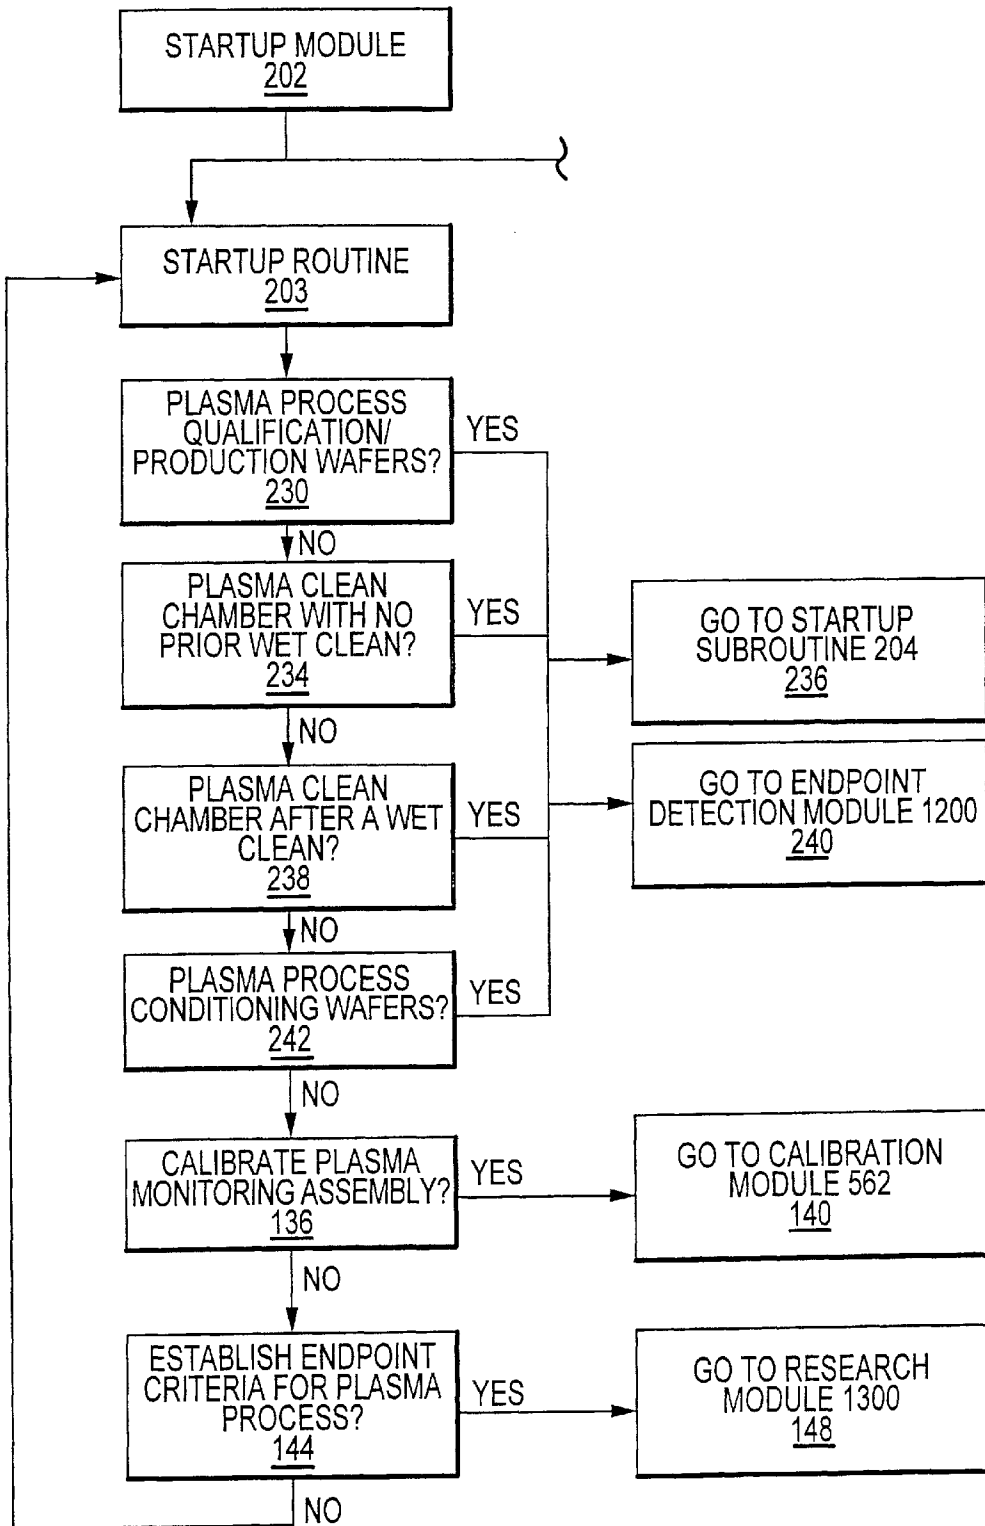 STARTUP MODULE
202
STARTUP ROUTINE
203
PLASMA PROCESS
QUALIFICATION/
PRODUCTION WAFERS?
230
YES
NO
PLASMA CLEAN
CHAMBER WITH NO
PRIOR WET CLEAN?
234
YES
GO TO STARTUP
SUBROUTINE 204
236
NO
PLASMA CLEAN
CHAMBER AFTER A WET
CLEAN?
238
YES
GO TO ENDPOINT
DETECTION MODULE 1200
240
NO
PLASMA PROCESS
CONDITIONING WAFERS?
242
YES
NO
CALIBRATE PLASMA
MONITORING ASSEMBLY?
136
YES
GO TO CALIBRATION
MODULE 562
140
NO
ESTABLISH ENDPOINT
CRITERIA FOR PLASMA
PROCESS?
144
YES
GO TO RESEARCH
MODULE 1300
148
NO